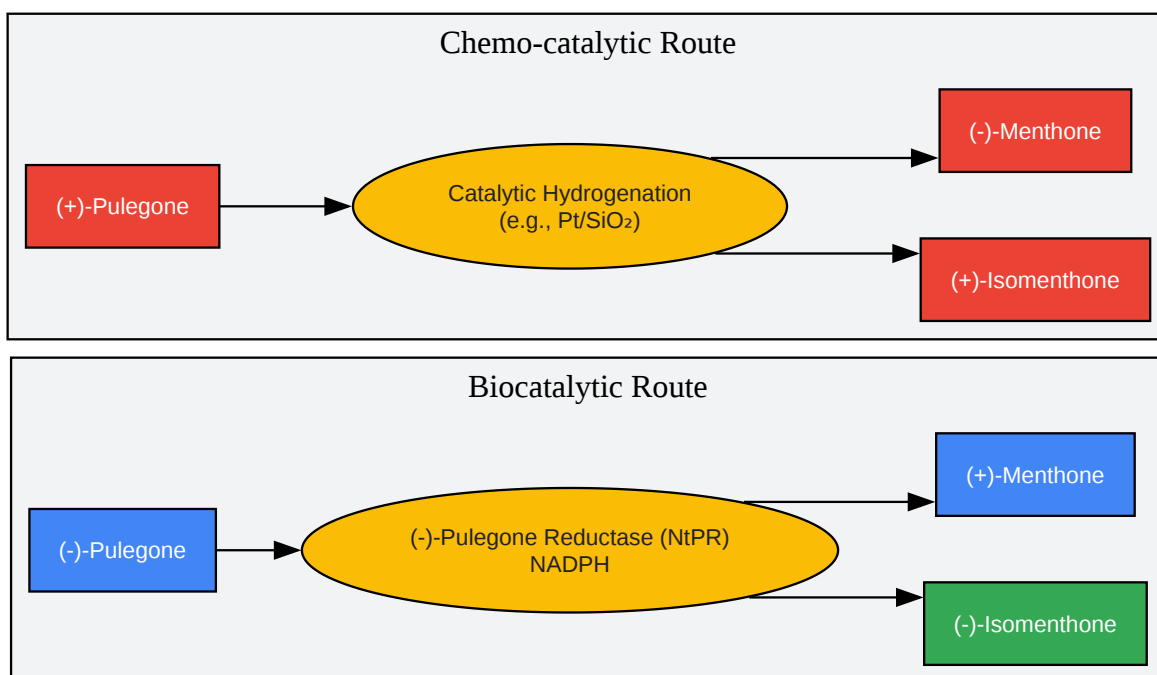 Chemo-catalytic Route
(+)-Pulegone
Catalytic Hydrogenation
(e.g., Pt/SiO₂)
(-)-Menthone
(+)-Isomenthone
Biocatalytic Route
(-)-Pulegone
(-)-Pulegone Reductase (NtPR)
NADPH
(+)-Menthone
(-)-Isomenthone